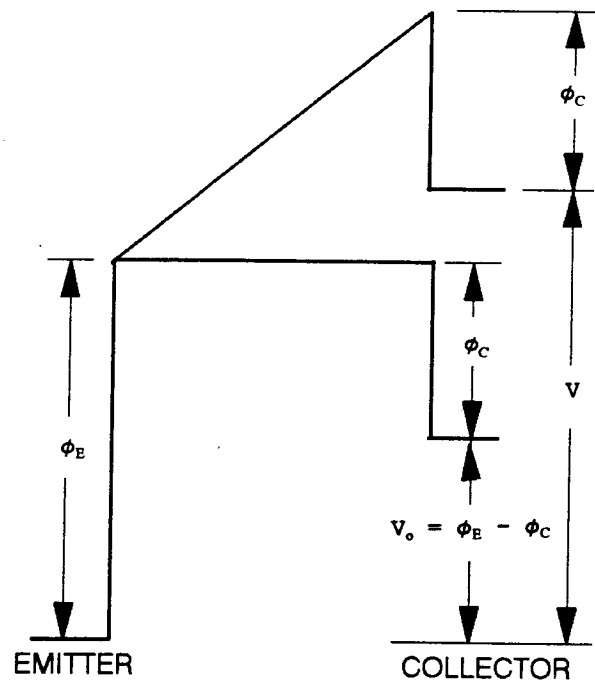 ϕC
ϕC
V
ϕE
Vo = ϕE - ϕC
EMITTER
COLLECTOR